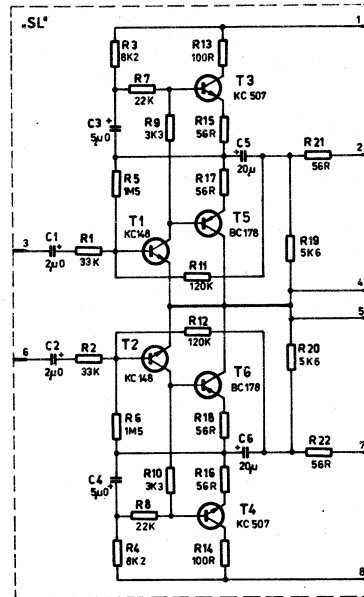 „SL"
1
R3
8K2
R13
100R
R7
22K
T3
KC 507
C3 +
5µ0
R9
3K3
R15
56R
C5
+
20µ
R21
56R
2
R5
1M5
R17
56R
T1
KC148
T5
BC178
3
C1
+
2µ0
R1
33K
R11
120K
R19
5K6
4
5
R12
120K
T2
KC 148
6
C2
+
2µ0
R2
33K
T6
BC178
R20
5K6
R6
1M5
R18
56R
C6
+
20µ
R22
56R
7
C4
5µ0 +
R10
3K3
R16
56R
R8
22K
T4
KC 507
R4
8K2
R14
100R
8